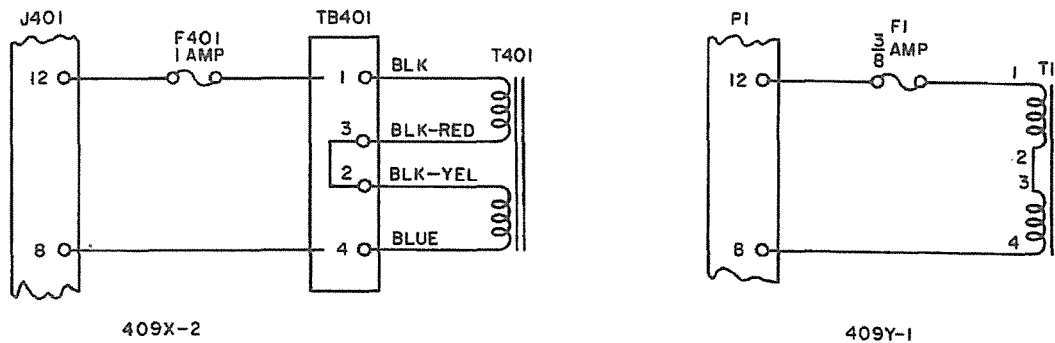 J401
TB401
F401
1 AMP
T401
12
1
BLK
3
BLK-RED
2
BLK-YEL
8
4
BLUE
409X-2
P1
F1
3/8 AMP
12
1
T1
2
3
8
4
409Y-1